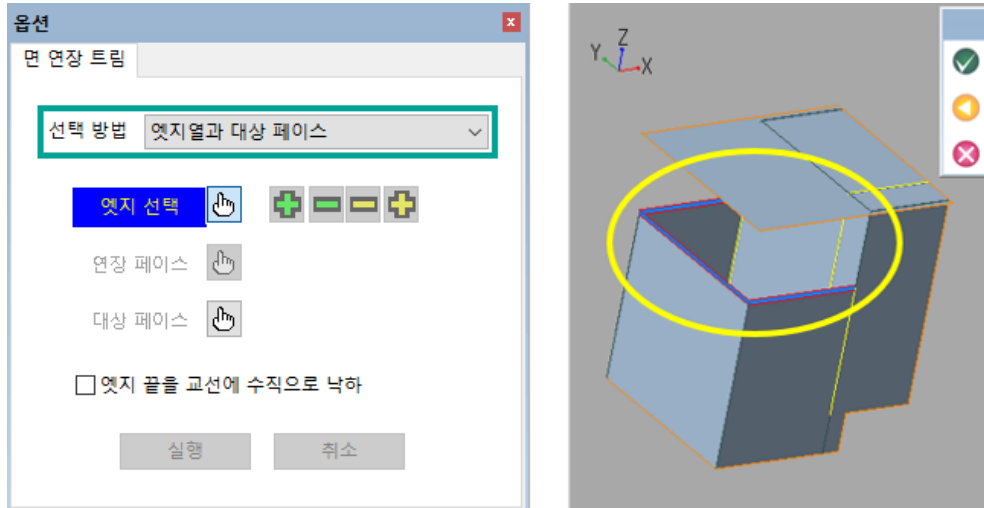 옵션
면 연장 트림
선택 방법 엣지열과 대상 페이스
엣지 선택
연장 페이스
대상 페이스
엣지 끝을 교선에 수직으로 낙하
실행 취소
Z
Y X